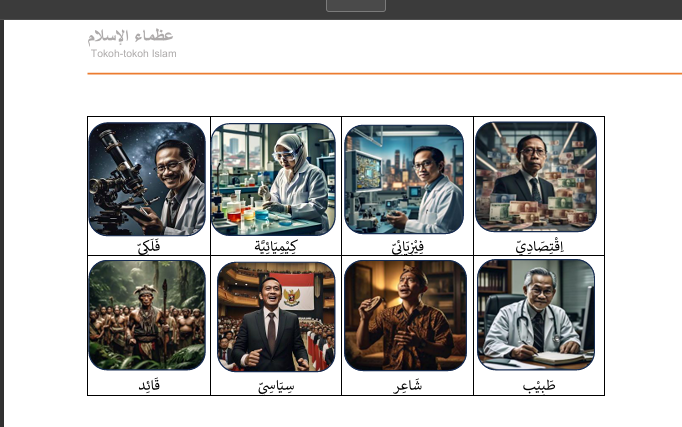 عظماء الإسلام
Tokoh-tokoh Islam
اِقْتِصَادِيّ
فِيْزِيَائِيّ
كِيْمِيَائِيَّة
فَلَكِيّ
طَبِيْب
شَاعِر
سِيَاسِيّ
قَائِد